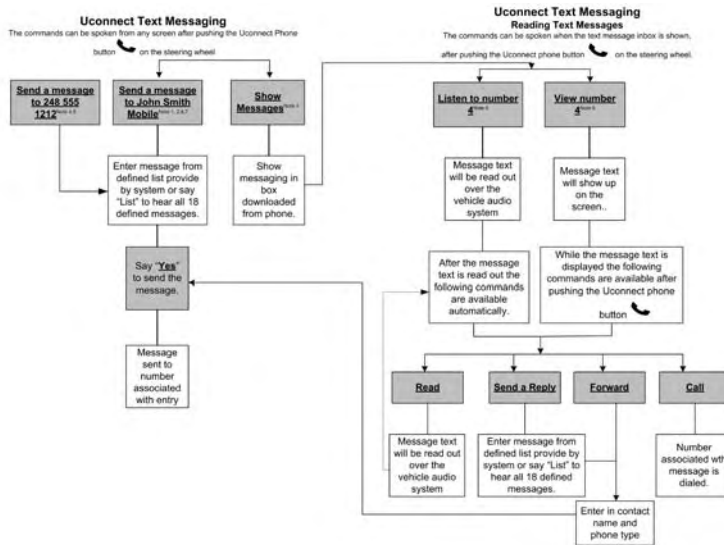 Uconnect Text Messaging
The commands can be spoken from any screen after pushing the Uconnect Phone
button on the steering wheel
Send a message
to 248 555
1212
Send a message
to John Smith
Mobile
Show
Messages
Enter message from
defined list provide
by system or say
"List" to hear all 18
defined messages.
Show
messaging in
box
downloaded
from phone.
Say "Yes"
to send the
message.
Message
sent to
number
associated
with entry
Uconnect Text Messaging
Reading Text Messages
The commands can be spoken when the text message inbox is shown,
after pushing the Uconnect phone button on the steering wheel.
Listen to number
4
View number
4
Message text
will be read out
over the
vehicle audio
system
Message text
will show up
on the
screen..
After the message
text is read out the
following commands
are available
automatically.
While the message text is
displayed the following
commands are available after
pushing the Uconnect phone
button
Read
Send a Reply
Forward
Call
Message text
will be read out
over the
vehicle audio
system
Enter message from
defined list provide by
system or say "List" to
hear all 18 defined
messages.
Number
associated wth
message is
dialed.
Enter in contact
name and
phone type